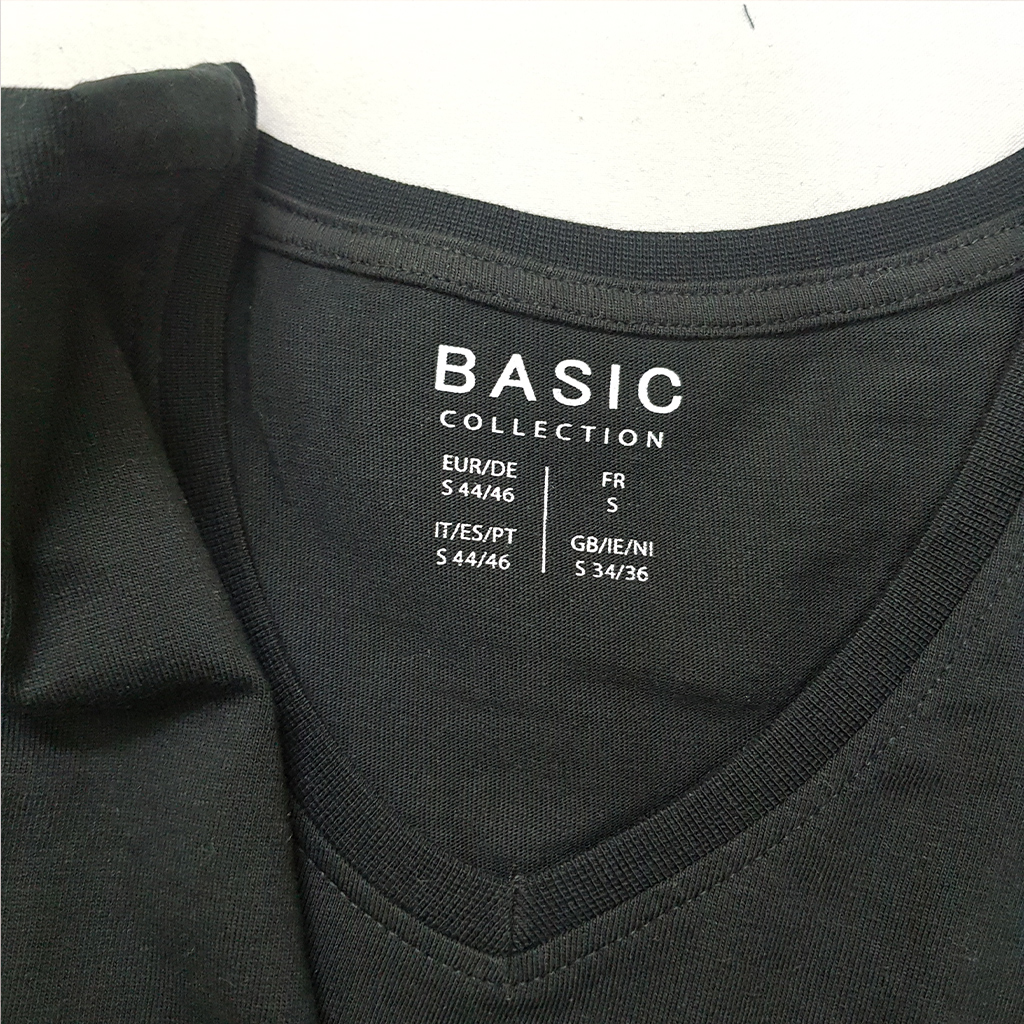 BASIC
COLLECTION
EUR/DE
S 44/46
IT/ES/PT
S 44/46
FR
S
GB/IE/NI
S 34/36